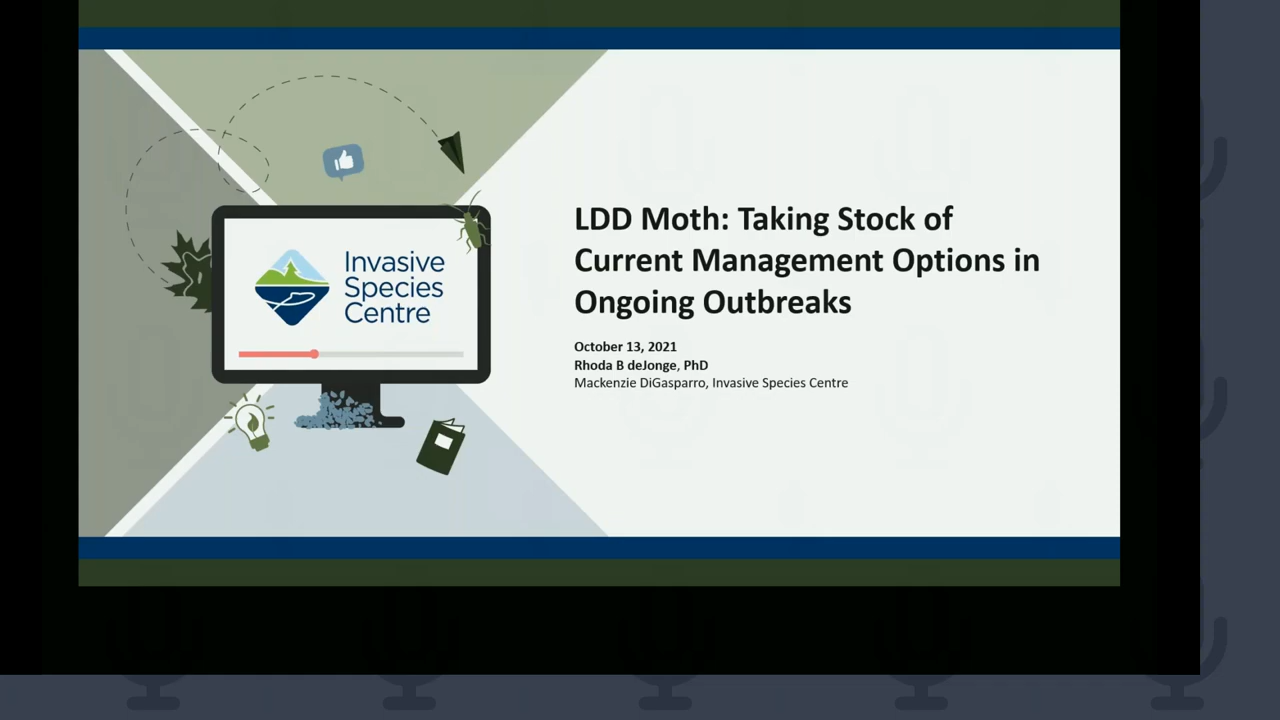 Invasive
Species
Centre
LDD Moth: Taking Stock of
Current Management Options in
Ongoing Outbreaks
October 13, 2021
Rhoda B deJonge, PhD
Mackenzie DiGasparro, Invasive Species Centre